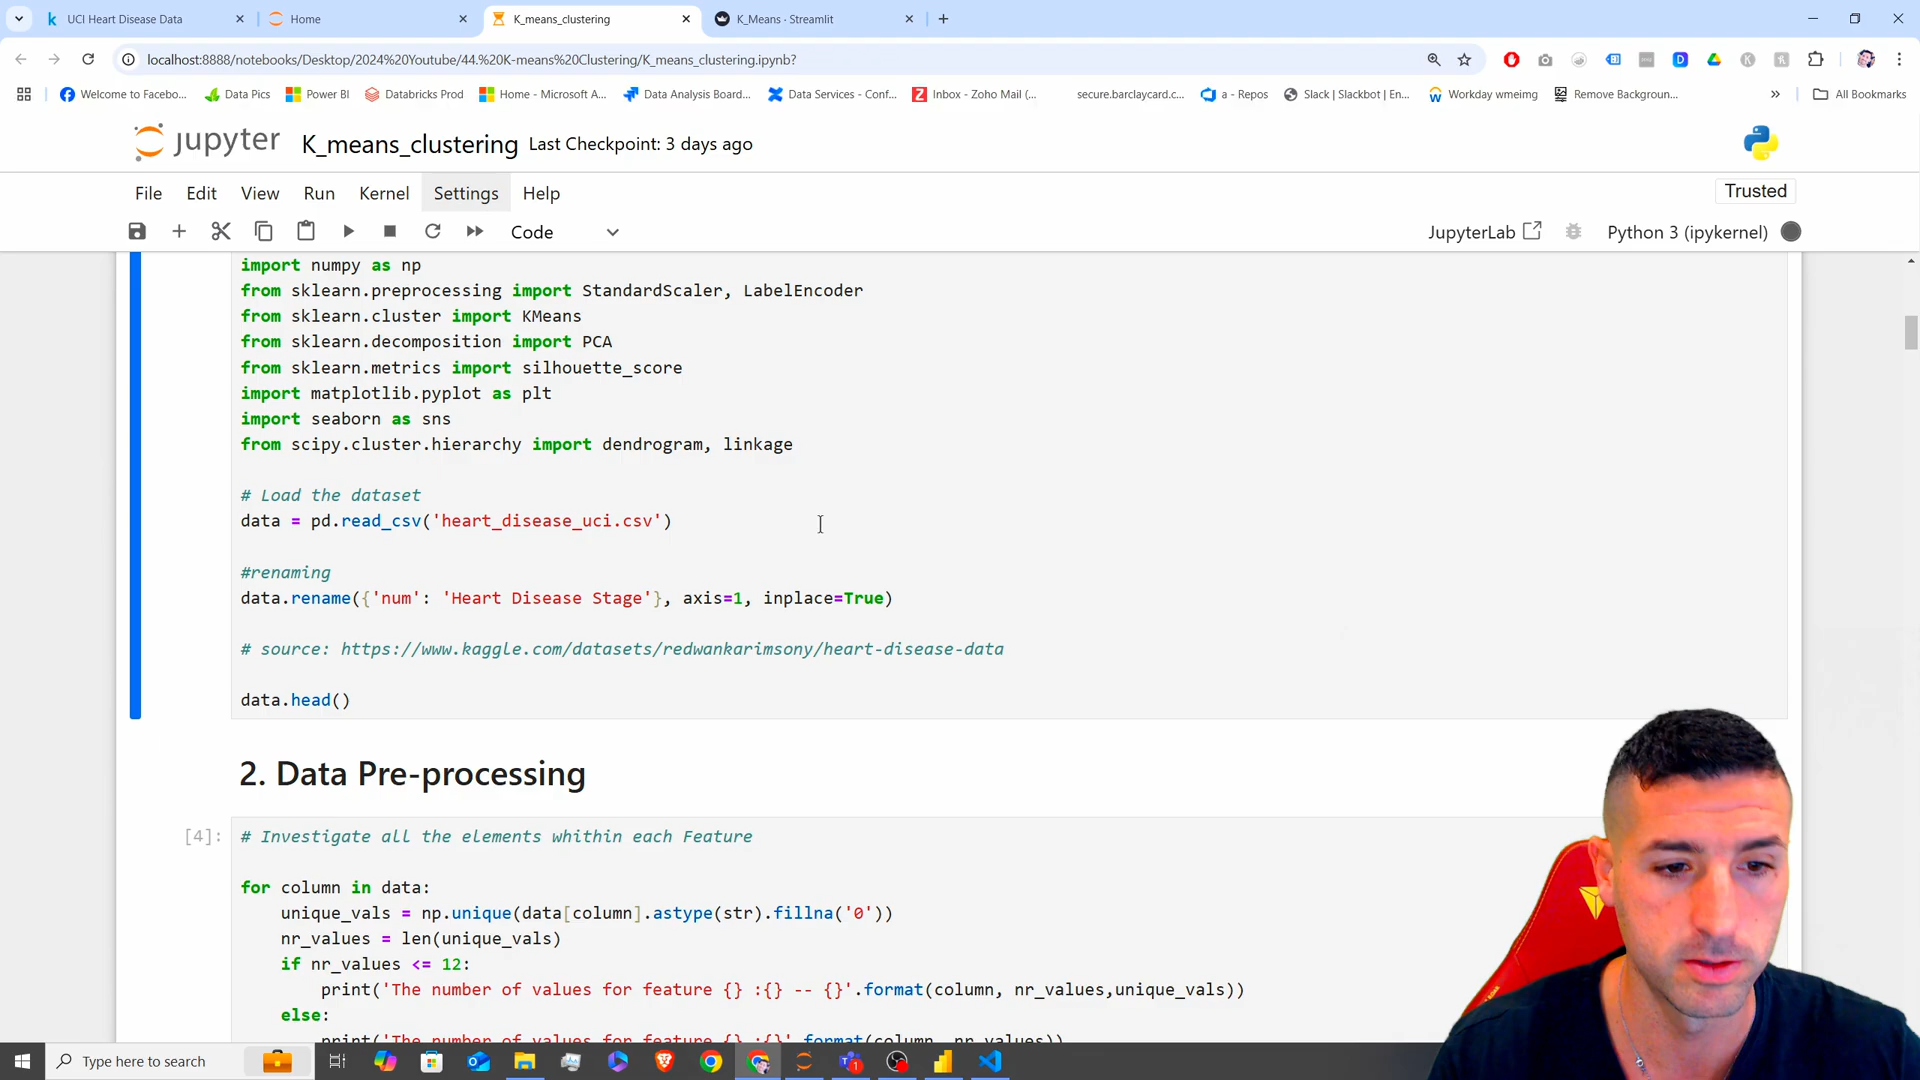 UCI Heart Disease Data
Home
K_means_clustering
K_Means · Streamlit
localhost:8888/notebooks/Desktop/2024%20Youtube/44.%20K-means%20Clustering/K_means_clustering.ipynb?
Welcome to Facebo...
Data Pics
Power BI
Databricks Prod
Home - Microsoft A...
Data Analysis Board...
Data Services - Conf...
Inbox - Zoho Mail (...
secure.barclaycard.c...
a - Repos
Slack | Slackbot | En...
Workday wmeimg
Remove Backgroun...
All Bookmarks
jupyter K_means_clustering Last Checkpoint: 3 days ago
File Edit View Run Kernel Settings Help
Trusted
Code
JupyterLab
Python 3 (ipykernel)
import numpy as np
from sklearn.preprocessing import StandardScaler, LabelEncoder
from sklearn.cluster import KMeans
from sklearn.decomposition import PCA
from sklearn.metrics import silhouette_score
import matplotlib.pyplot as plt
import seaborn as sns
from scipy.cluster.hierarchy import dendrogram, linkage
# Load the dataset
data = pd.read_csv('heart_disease_uci.csv')
#renaming
data.rename({'num': 'Heart Disease Stage'}, axis=1, inplace=True)
# source: https://www.kaggle.com/datasets/redwankarimsony/heart-disease-data
data.head()
2. Data Pre-processing
[4]:
# Investigate all the elements whithin each Feature
for column in data:
unique_vals = np.unique(data[column].astype(str).fillna('0'))
nr_values = len(unique_vals)
if nr_values <= 12:
print('The number of values for feature {} :{} -- {}'.format(column, nr_values,unique_vals))
else:
print('The number of values for feature {} :{}'.format(column, nr_values))
Type here to search